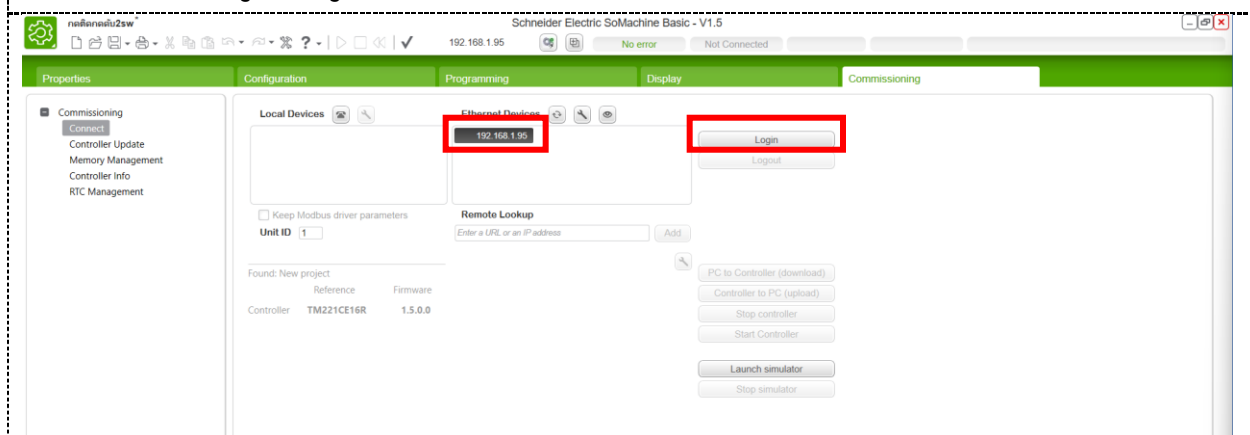 กดติดกดดับ2sw*
Schneider Electric SoMachine Basic - V1.5
192.168.1.95
No error
Not Connected
Properties
Configuration
Programming
Display
Commissioning
Commissioning
Connect
Controller Update
Memory Management
Controller Info
RTC Management
Local Devices
Ethernet Devices
192.168.1.95
Login
Logout
Keep Modbus driver parameters
Unit ID 1
Remote Lookup
Enter a URL or an IP address
Add
Found: New project
Reference Firmware
Controller TM221CE16R 1.5.0.0
PC to Controller (download)
Controller to PC (upload)
Stop controller
Start Controller
Launch simulator
Stop simulator